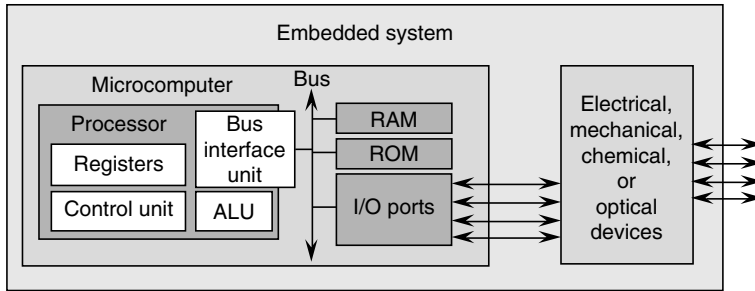 Embedded system
Microcomputer
Bus
Processor
Bus
interface
unit
Registers
Control unit
ALU
RAM
ROM
I/O ports
Electrical,
mechanical,
chemical,
or
optical
devices